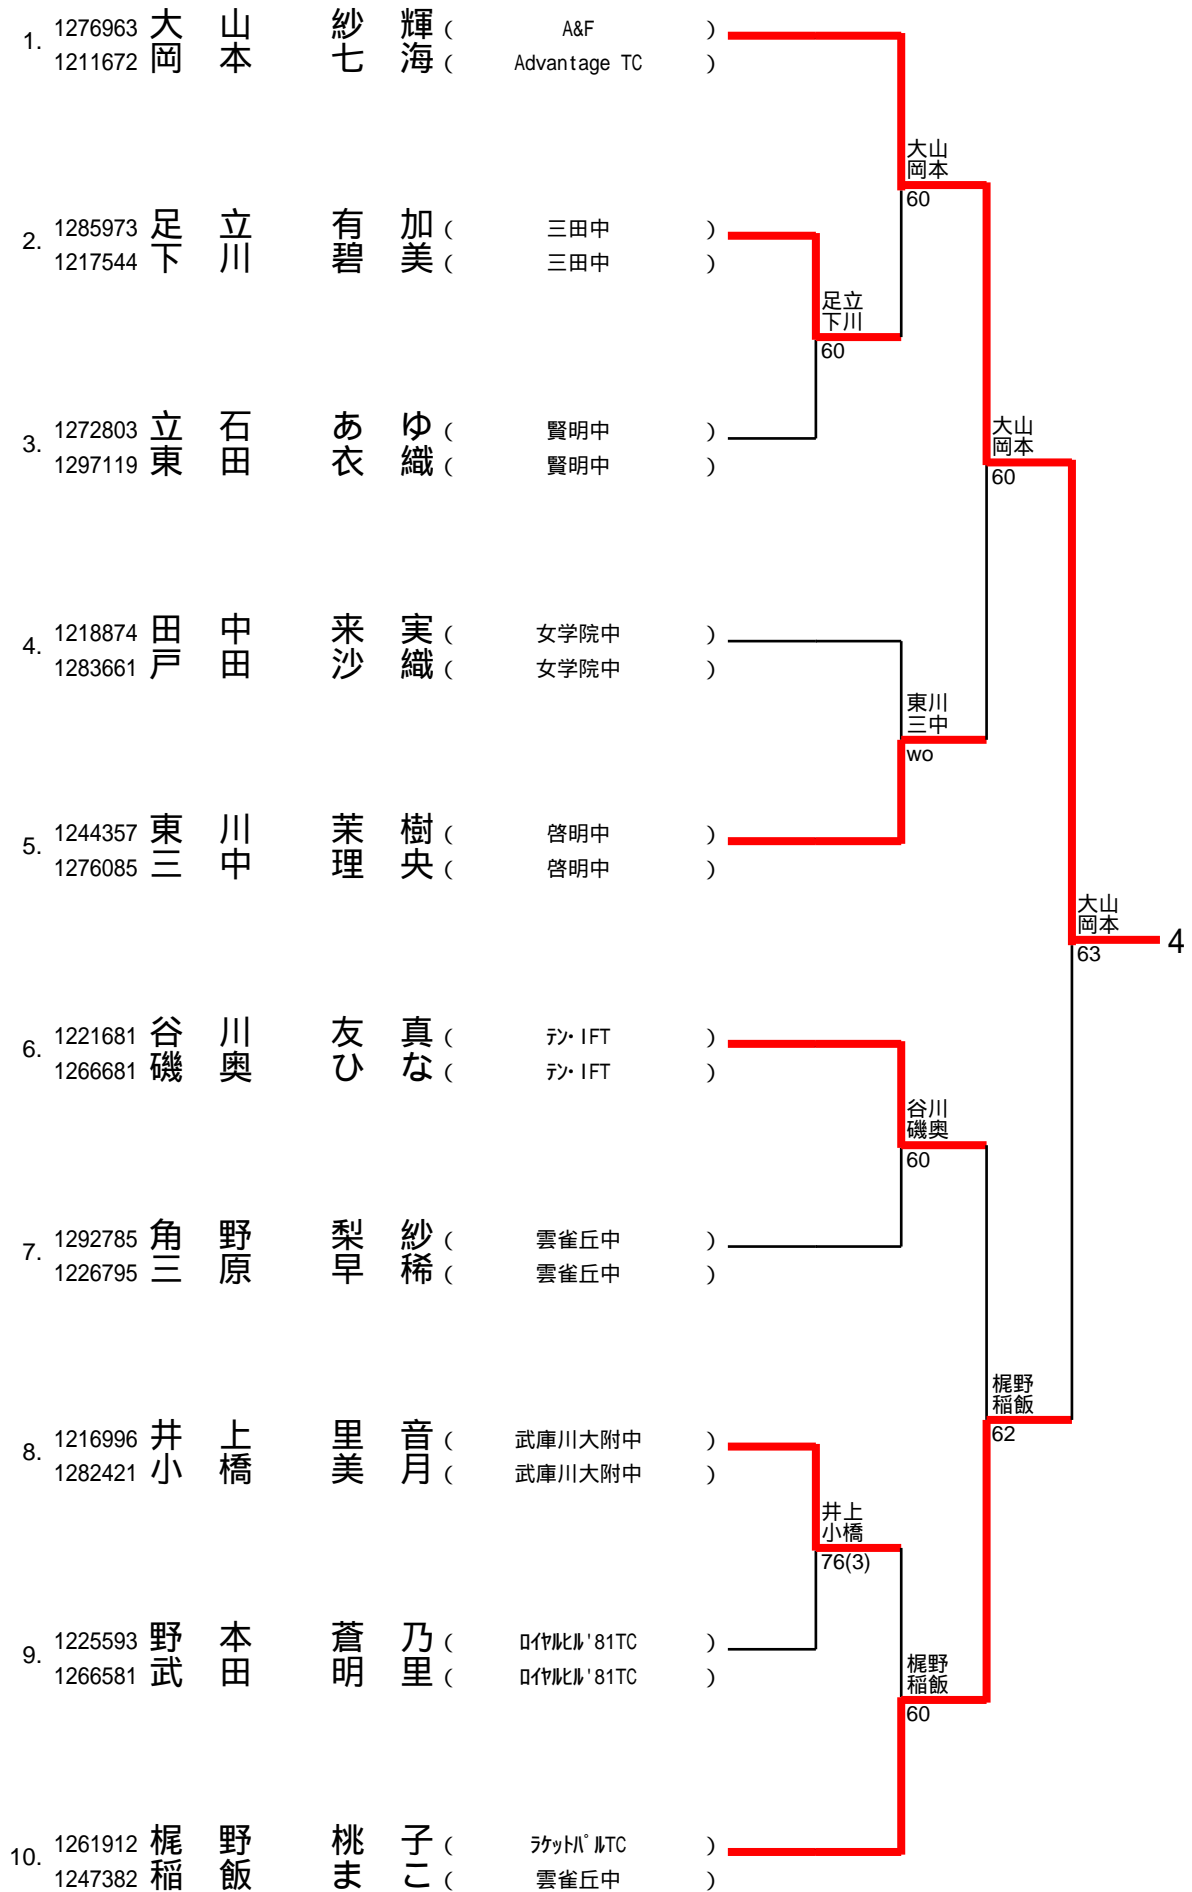 1. 1276963 大山 紗輝 ( A&F )
1211672 岡本 七海 ( Advantage TC )
大山
岡本
60
2. 1285973 足立 有加 ( 三田中 )
1217544 下川 碧美 ( 三田中 )
足立
下川
60
3. 1272803 立石 あゆ ( 賢明中 )
1297119 東田 衣織 ( 賢明中 )
大山
岡本
60
4. 1218874 田中 来実 ( 女学院中 )
1283661 戸田 沙織 ( 女学院中 )
東川
三中
wo
5. 1244357 東川 茉樹 ( 啓明中 )
1276085 三中 理央 ( 啓明中 )
大山
岡本
63
4
6. 1221681 谷川 友真 ( テン・IFT )
1266681 磯奥 ひな ( テン・IFT )
谷川
磯奥
60
7. 1292785 角野 梨紗 ( 雲雀丘中 )
1226795 三原 早稀 ( 雲雀丘中 )
梶野
稲飯
62
8. 1216996 井上 里音 ( 武庫川大附中 )
1282421 小橋 美月 ( 武庫川大附中 )
井上
小橋
76(3)
9. 1225593 野本 蒼乃 ( ロイヤルヒル'81TC )
1266581 武田 明里 ( ロイヤルヒル'81TC )
梶野
稲飯
60
10. 1261912 梶野 桃子 ( ラケットパルTC )
1247382 稲飯 まこ ( 雲雀丘中 )